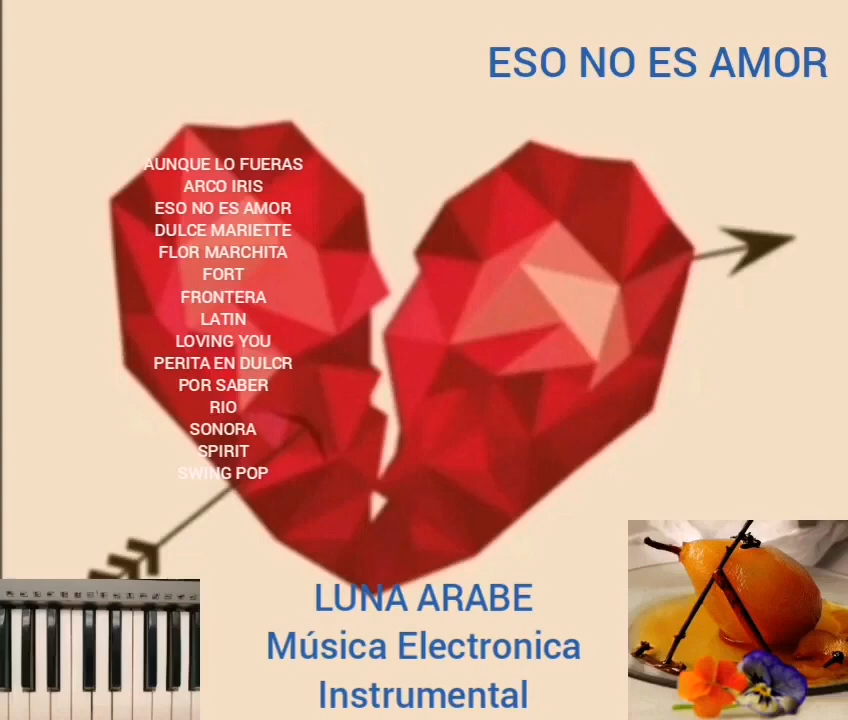 ESO NO ES AMOR
AUNQUE LO FUERAS
ARCO IRIS
ESO NO ES AMOR
DULCE MARIETTE
FLOR MARCHITA
FORT
FRONTERA
LATIN
LOVING YOU
PERITA EN DULCR
POR SABER
RIO
SONORA
SPIRIT
SWING POP
LUNA ARABE
Música Electronica
Instrumental